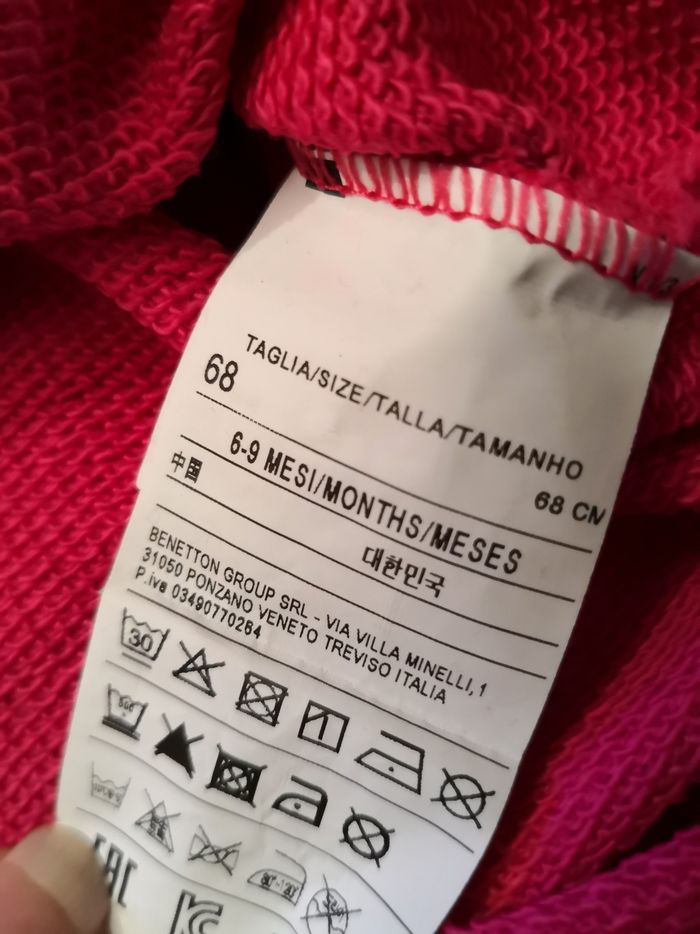 TAGLIA/SIZE/TALLA/TAMANHO
68
68 CM
6-9 MESI/MONTHS/MESES
中国
대한민국
BENETTON GROUP SRL - VIA VILLA MINELLI,1
31050 PONZANO VENETO TREVISO ITALIA
P.iva 03490770264
30
EAC